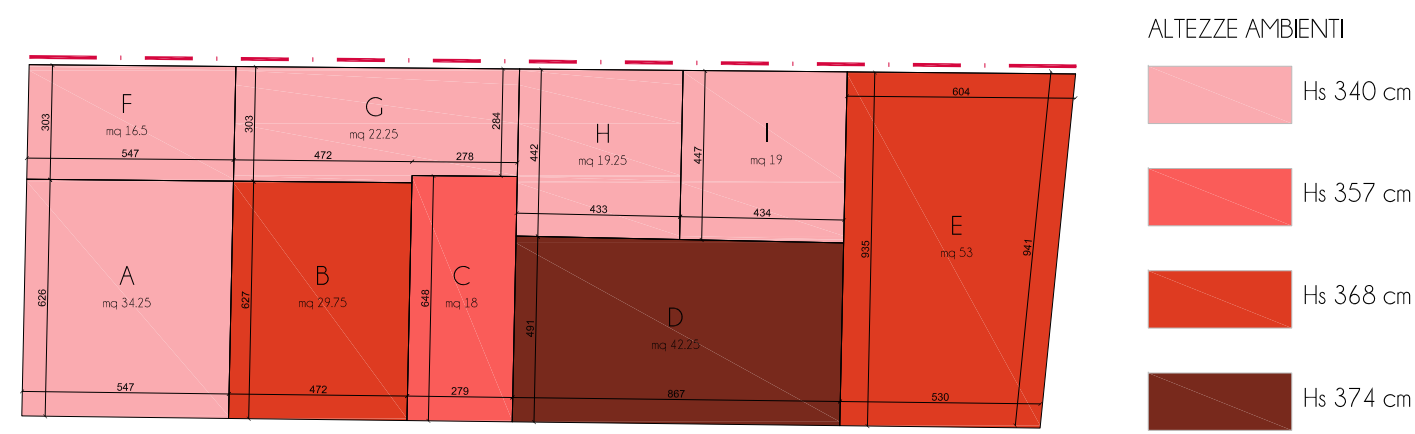 ALTEZZE AMBIENTI
Hs 340 cm
Hs 357 cm
Hs 368 cm
Hs 374 cm
F
mq 16.5
303
547
G
mq 22.25
303
284
472
278
H
mq 19.25
442
433
I
mq 19
447
434
604
E
mq 53
935
941
530
A
mq 34.25
626
547
B
mq 29.75
627
472
C
mq 18
648
279
D
mq 42.25
491
867